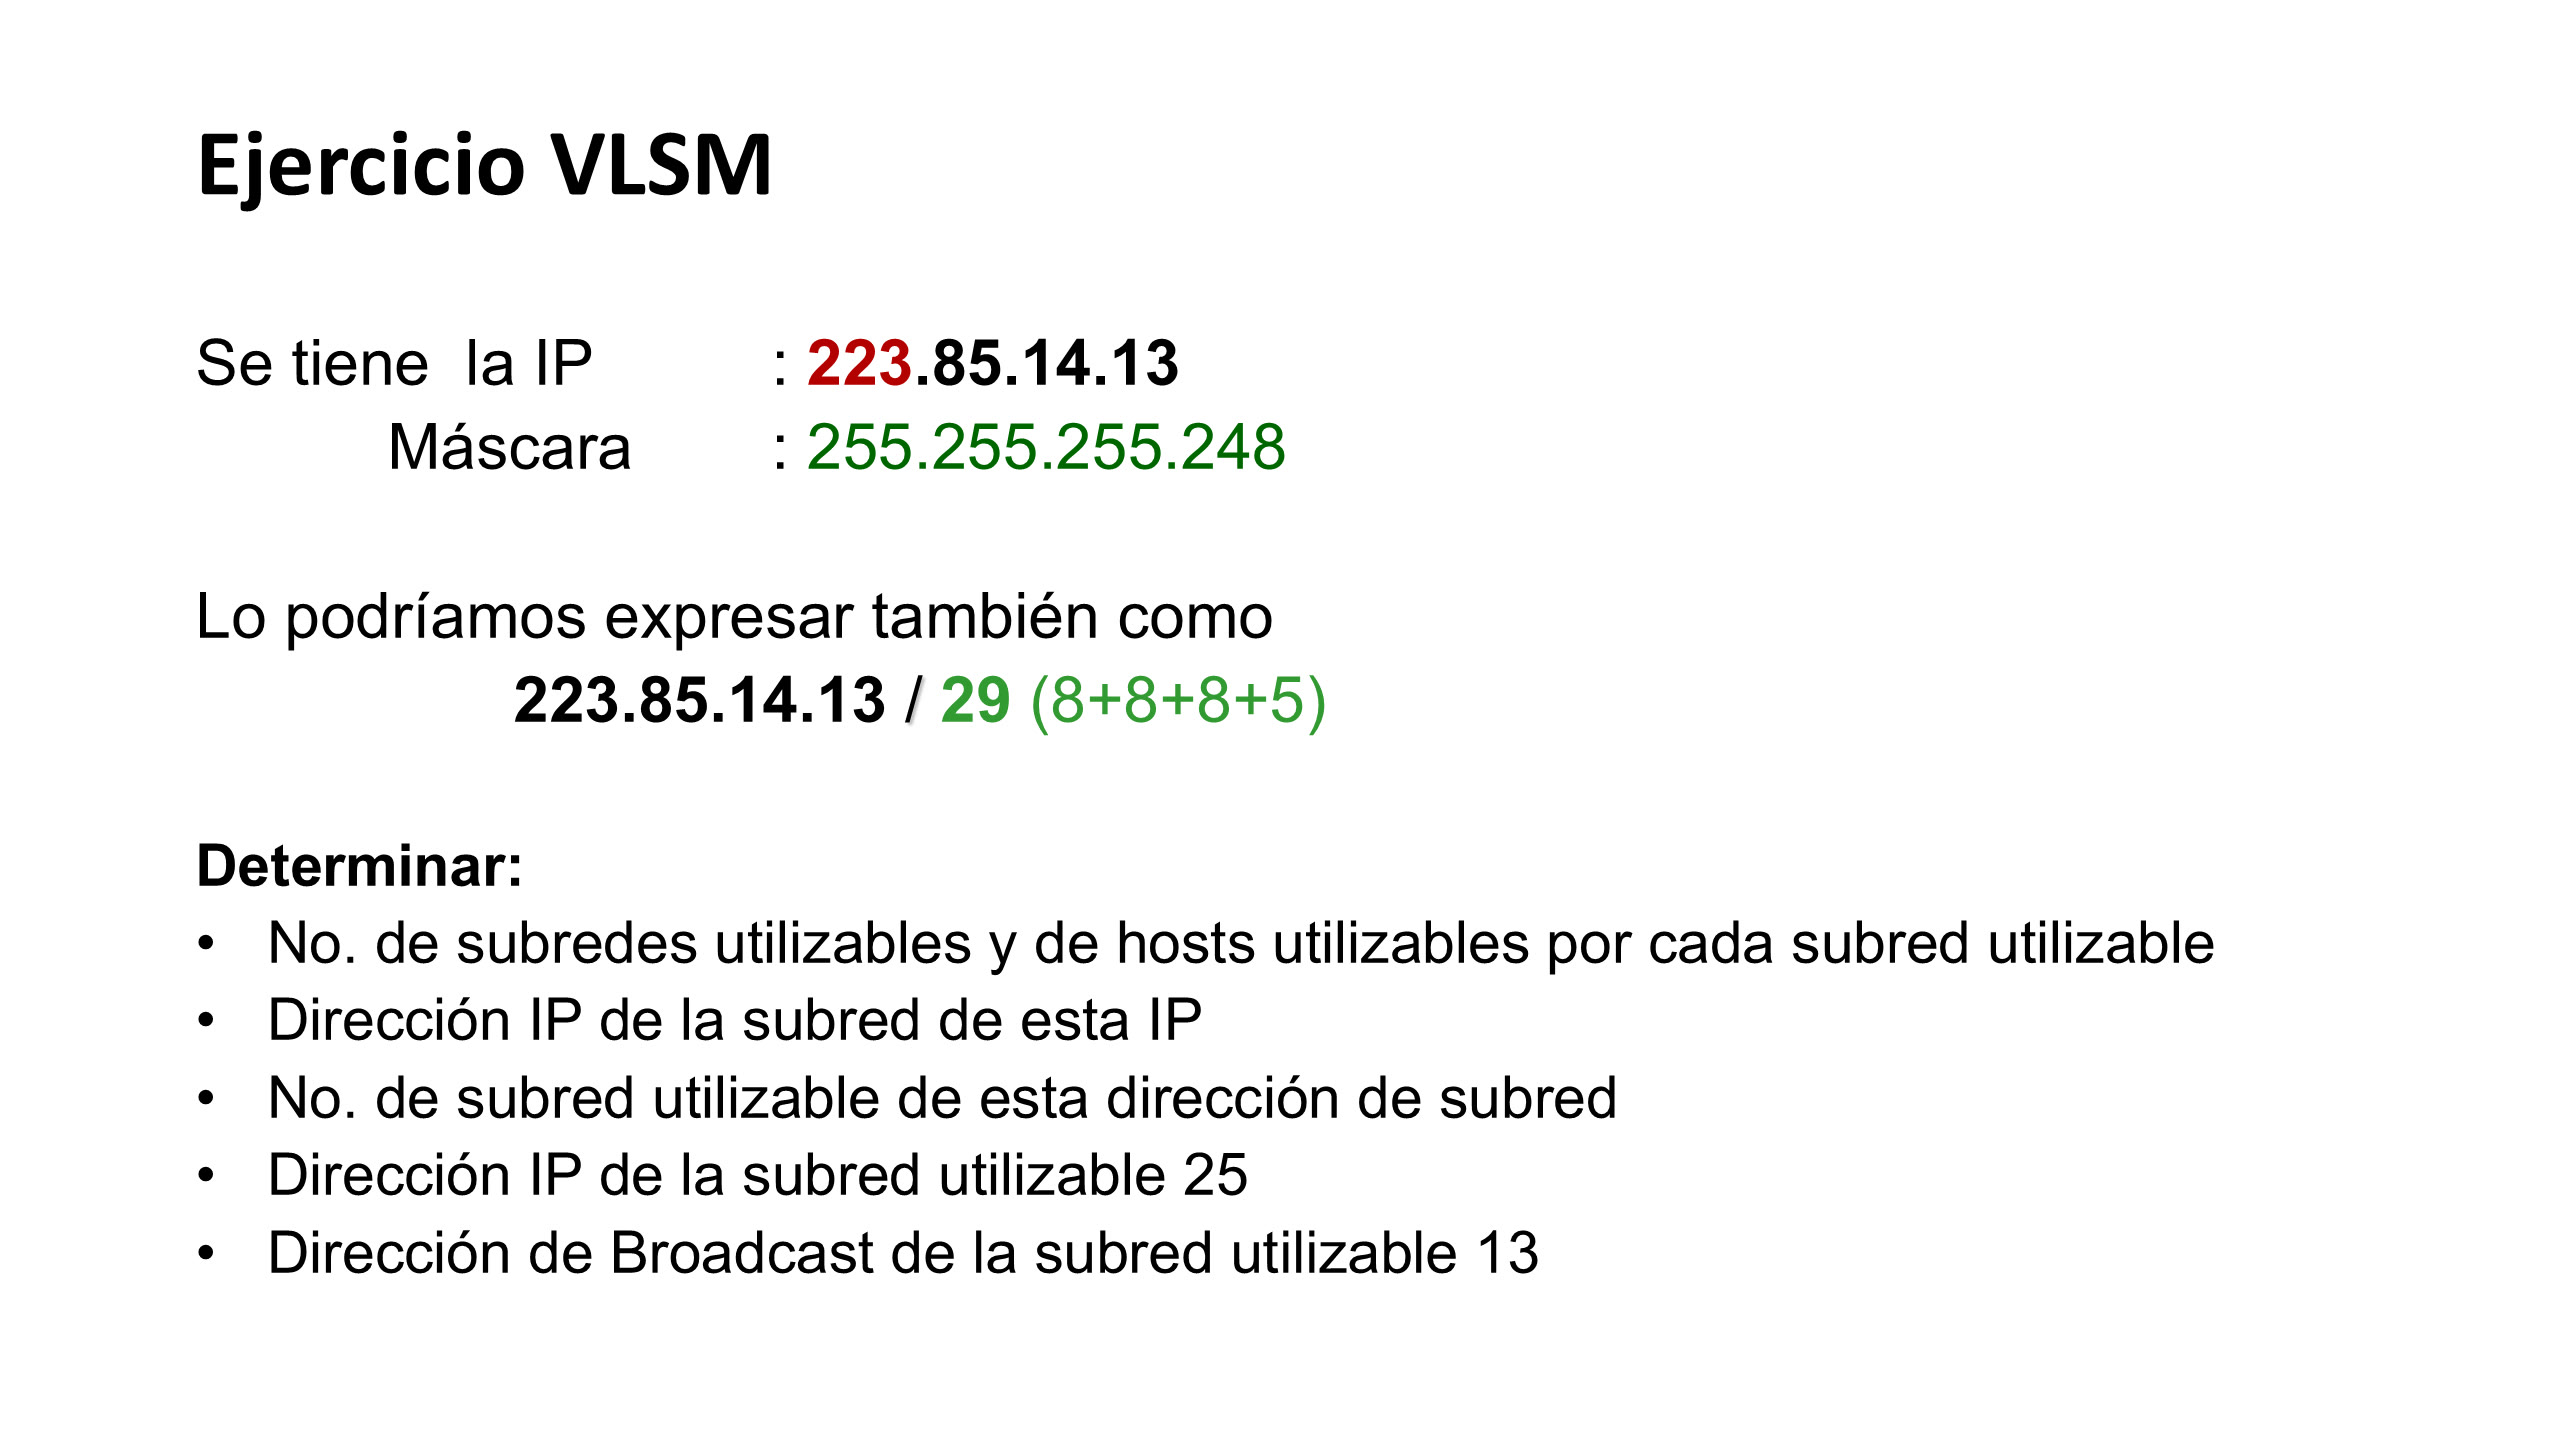 Ejercicio VLSM
Se tiene la IP : 223.85.14.13
Máscara : 255.255.255.248
Lo podríamos expresar también como
223.85.14.13 / 29 (8+8+8+5)
Determinar:
• No. de subredes utilizables y de hosts utilizables por cada subred utilizable
• Dirección IP de la subred de esta IP
• No. de subred utilizable de esta dirección de subred
• Dirección IP de la subred utilizable 25
• Dirección de Broadcast de la subred utilizable 13